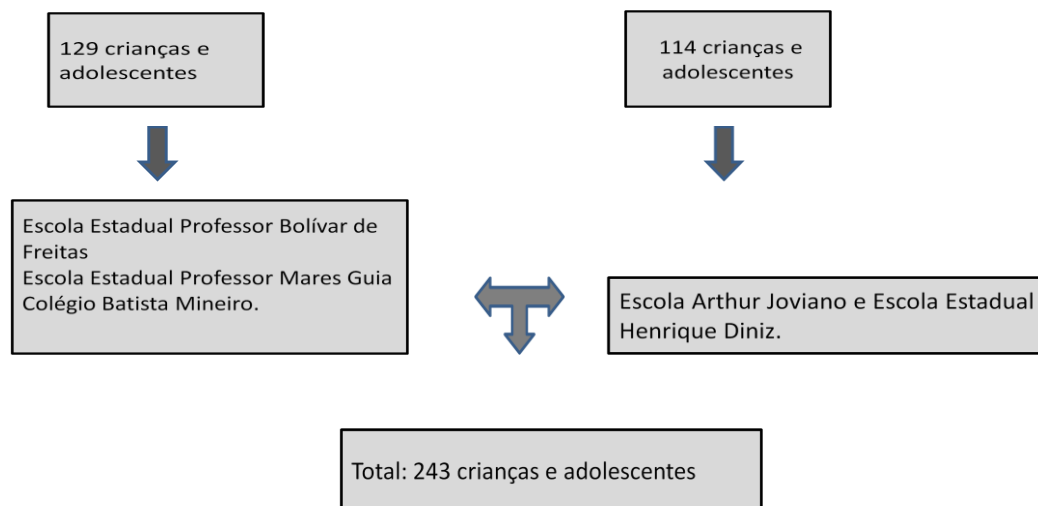 129 crianças e
adolescentes
114 crianças e
adolescentes
Escola Estadual Professor Bolívar de
Freitas
Escola Estadual Professor Mares Guia
Colégio Batista Mineiro.
Escola Arthur Joviano e Escola Estadual
Henrique Diniz.
Total: 243 crianças e adolescentes